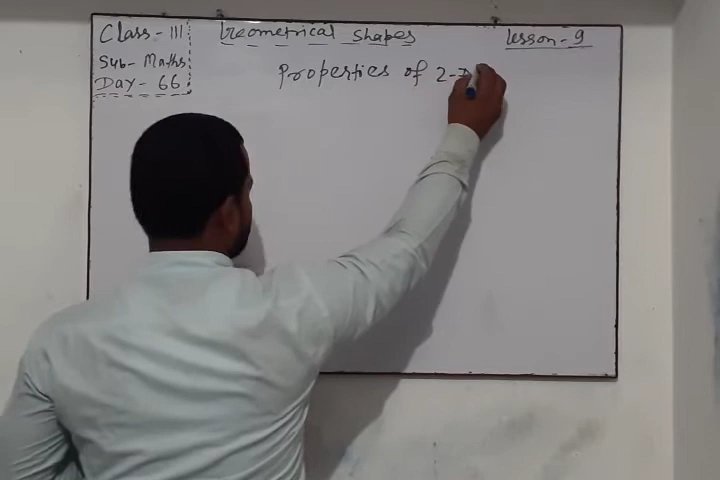 Class - III
Geometrical shapes
Lesson - 9
Sub - Maths
Day - 66
Properties of 2-D